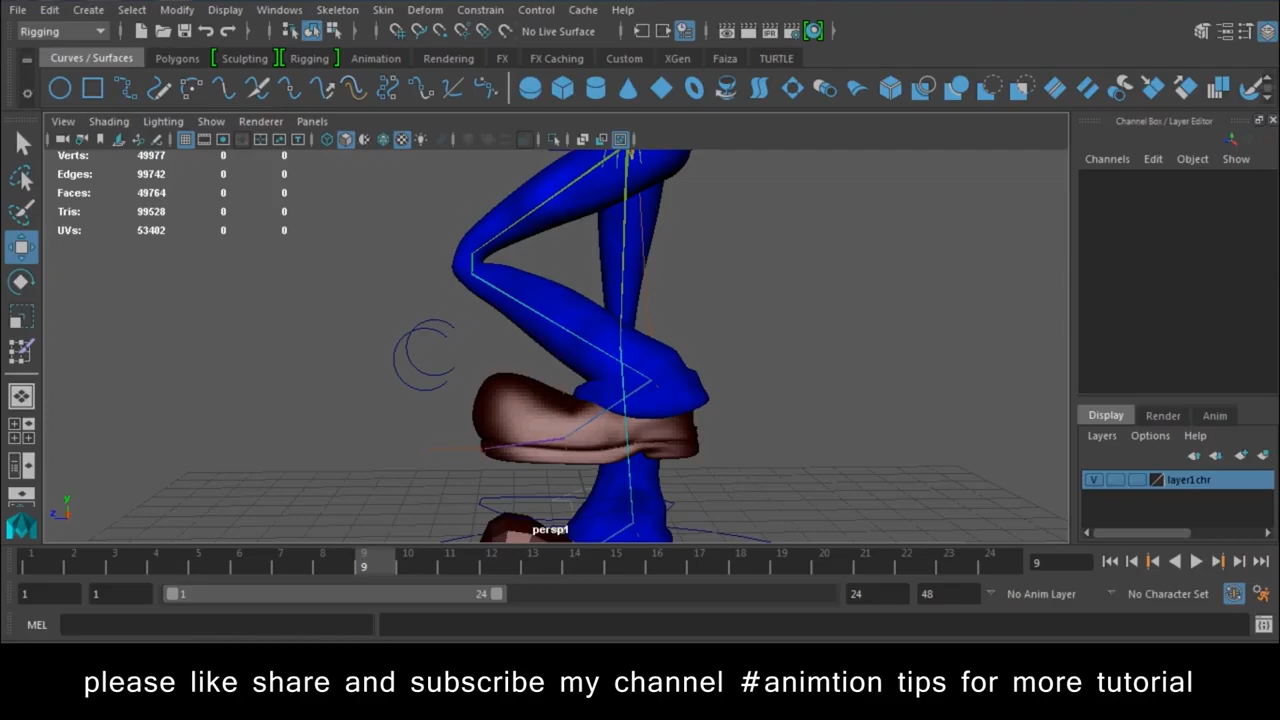 File Edit Create Select Modify Display Windows Skeleton Skin Deform Constrain Control Cache Help
Rigging No Live Surface
Curves / Surfaces Polygons Sculpting Rigging Animation Rendering FX FX Caching Custom XGen Faiza TURTLE
View Shading Lighting Show Renderer Panels
Channel Box / Layer Editor
Channels Edit Object Show
Verts: 49977 0 0
Edges: 99742 0 0
Faces: 49764 0 0
Tris: 99528 0 0
UVs: 53402 0 0
Display Render Anim
Layers Options Help
V layer1chr
y
z
persp1
1 2 3 4 5 6 7 8 9 10 11 12 13 14 15 16 17 18 19 20 21 22 23 24
9
9
1 1 1 24 24 48 No Anim Layer No Character Set
MEL
please like share and subscribe my channel #animtion tips for more tutorial